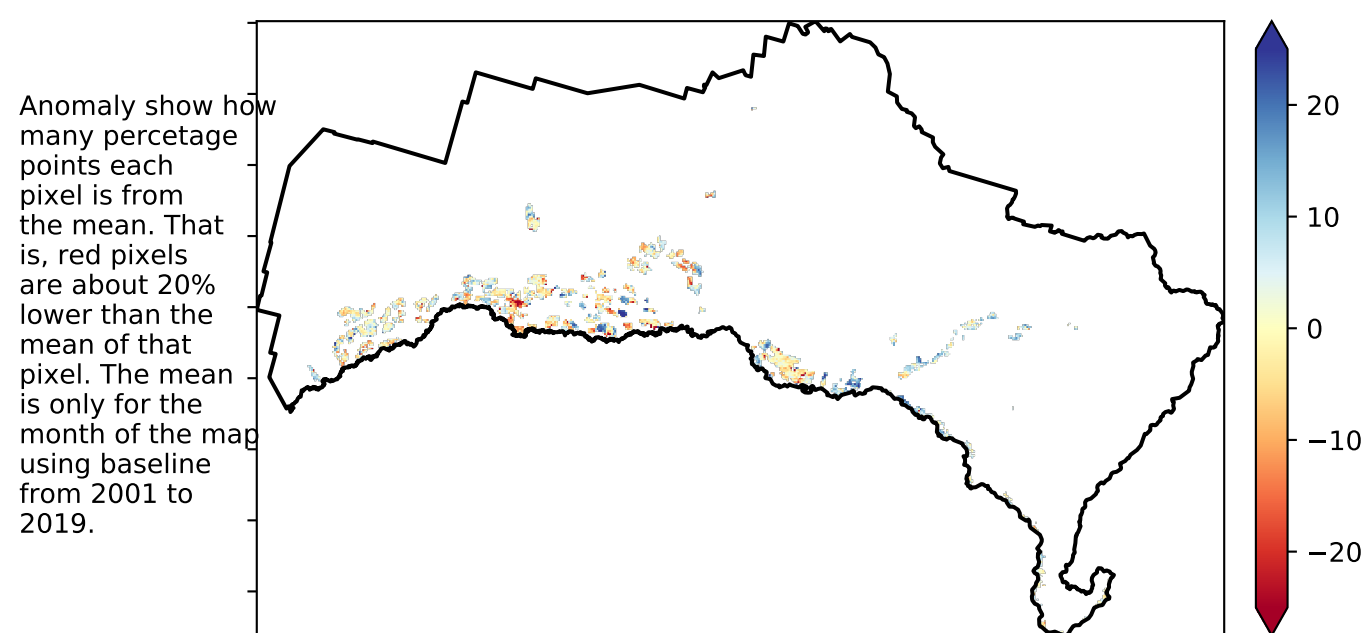 Anomaly show how
many percetage
points each
pixel is from
the mean. That
is, red pixels
are about 20%
lower than the
mean of that
pixel. The mean
is only for the
month of the map
using baseline
from 2001 to
2019.
20
10
0
−10
−20